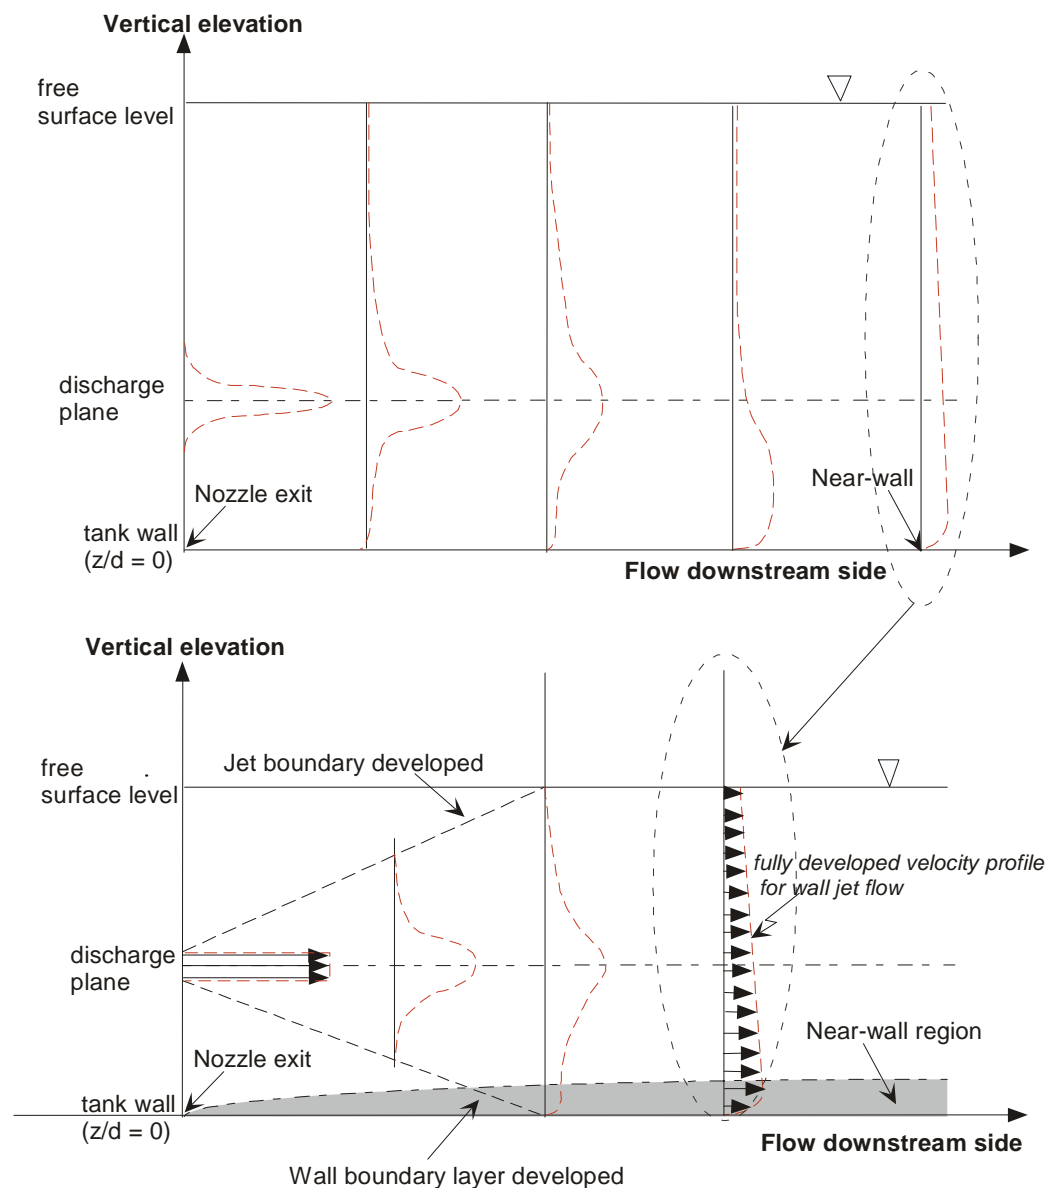 Vertical elevation
free
surface level
discharge
plane
Nozzle exit
Near-wall
tank wall
(z/d = 0)
Flow downstream side
Vertical elevation
Jet boundary developed
free
surface level
fully developed velocity profile
for wall jet flow
discharge
plane
Near-wall region
Nozzle exit
tank wall
(z/d = 0)
Flow downstream side
Wall boundary layer developed